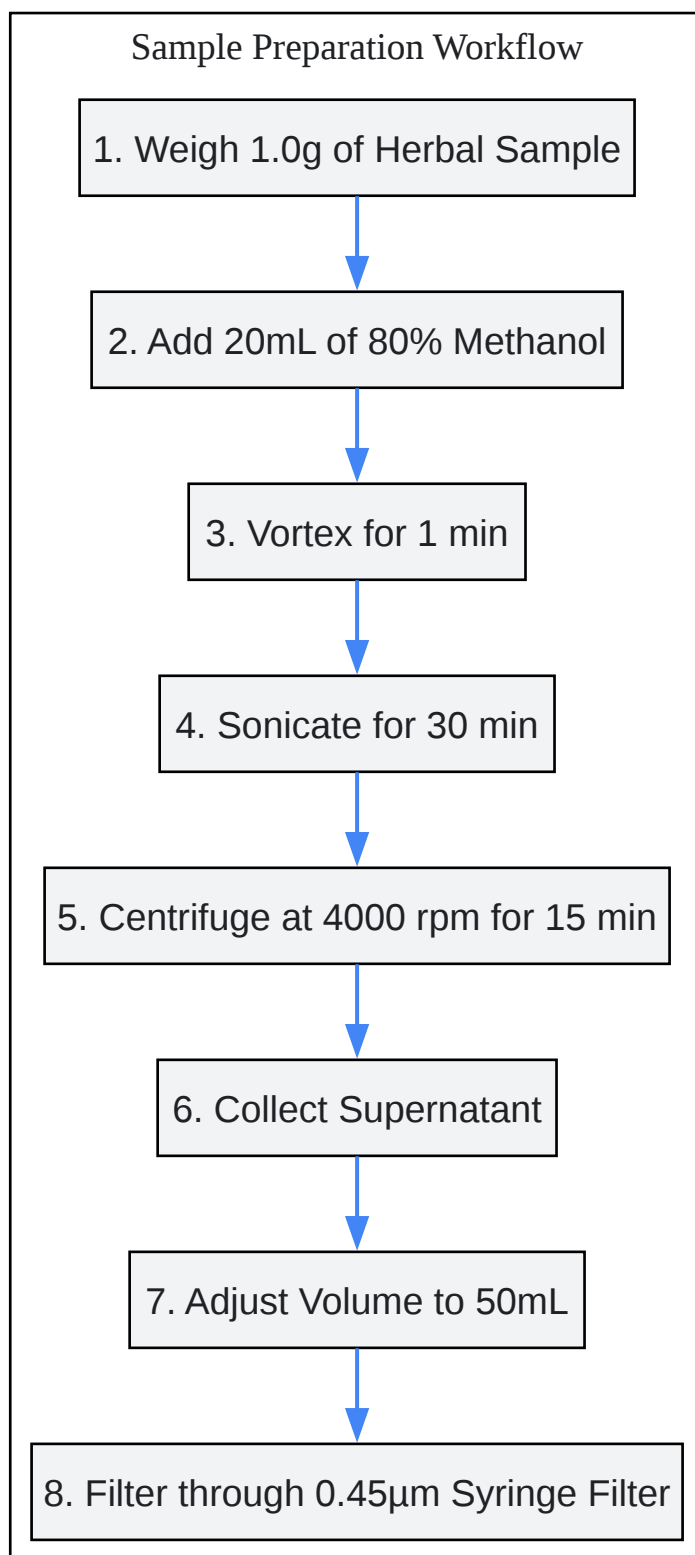 Sample Preparation Workflow
1. Weigh 1.0g of Herbal Sample
2. Add 20mL of 80% Methanol
3. Vortex for 1 min
4. Sonicate for 30 min
5. Centrifuge at 4000 rpm for 15 min
6. Collect Supernatant
7. Adjust Volume to 50mL
8. Filter through 0.45µm Syringe Filter